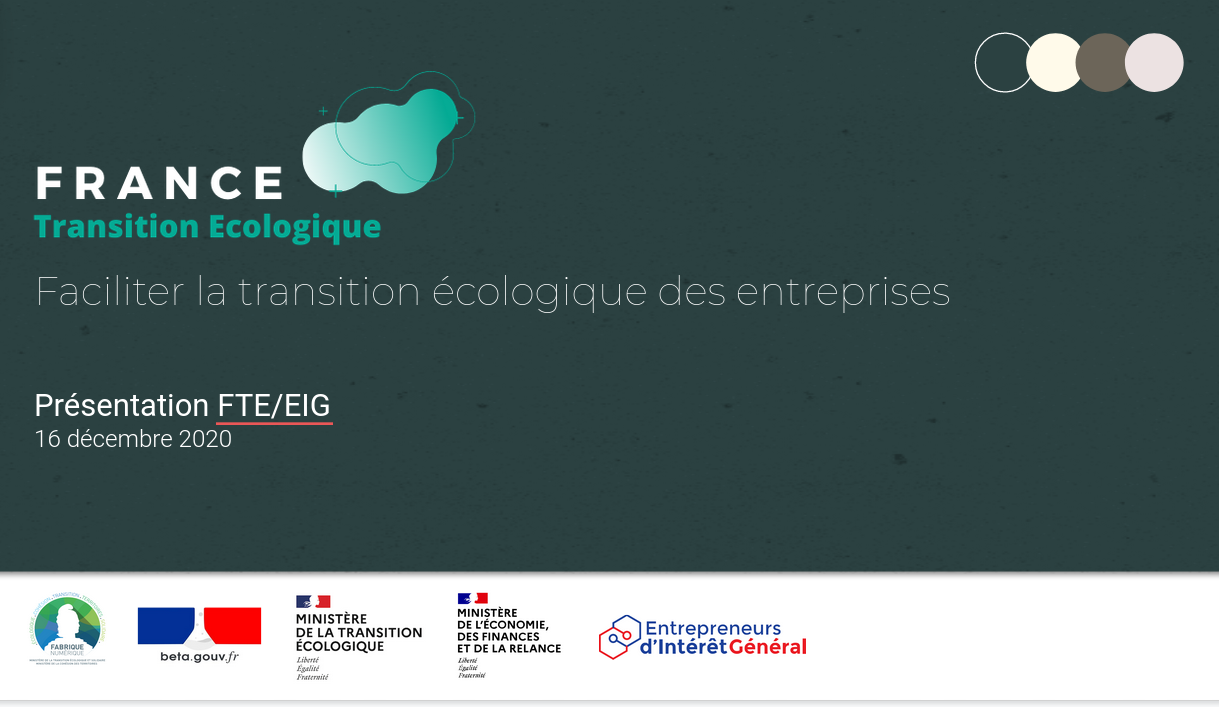 FRANCE
Transition Ecologique
Faciliter la transition écologique des entreprises
Présentation FTE/EIG
16 décembre 2020
FABRIQUE
NUMÉRIQUE
beta.gouv.fr
MINISTÈRE
DE LA TRANSITION
ÉCOLOGIQUE
Liberté
Égalité
Fraternité
MINISTÈRE
DE L'ÉCONOMIE,
DES FINANCES
ET DE LA RELANCE
Liberté
Égalité
Fraternité
Entrepreneurs
d'IntérêtGénéral